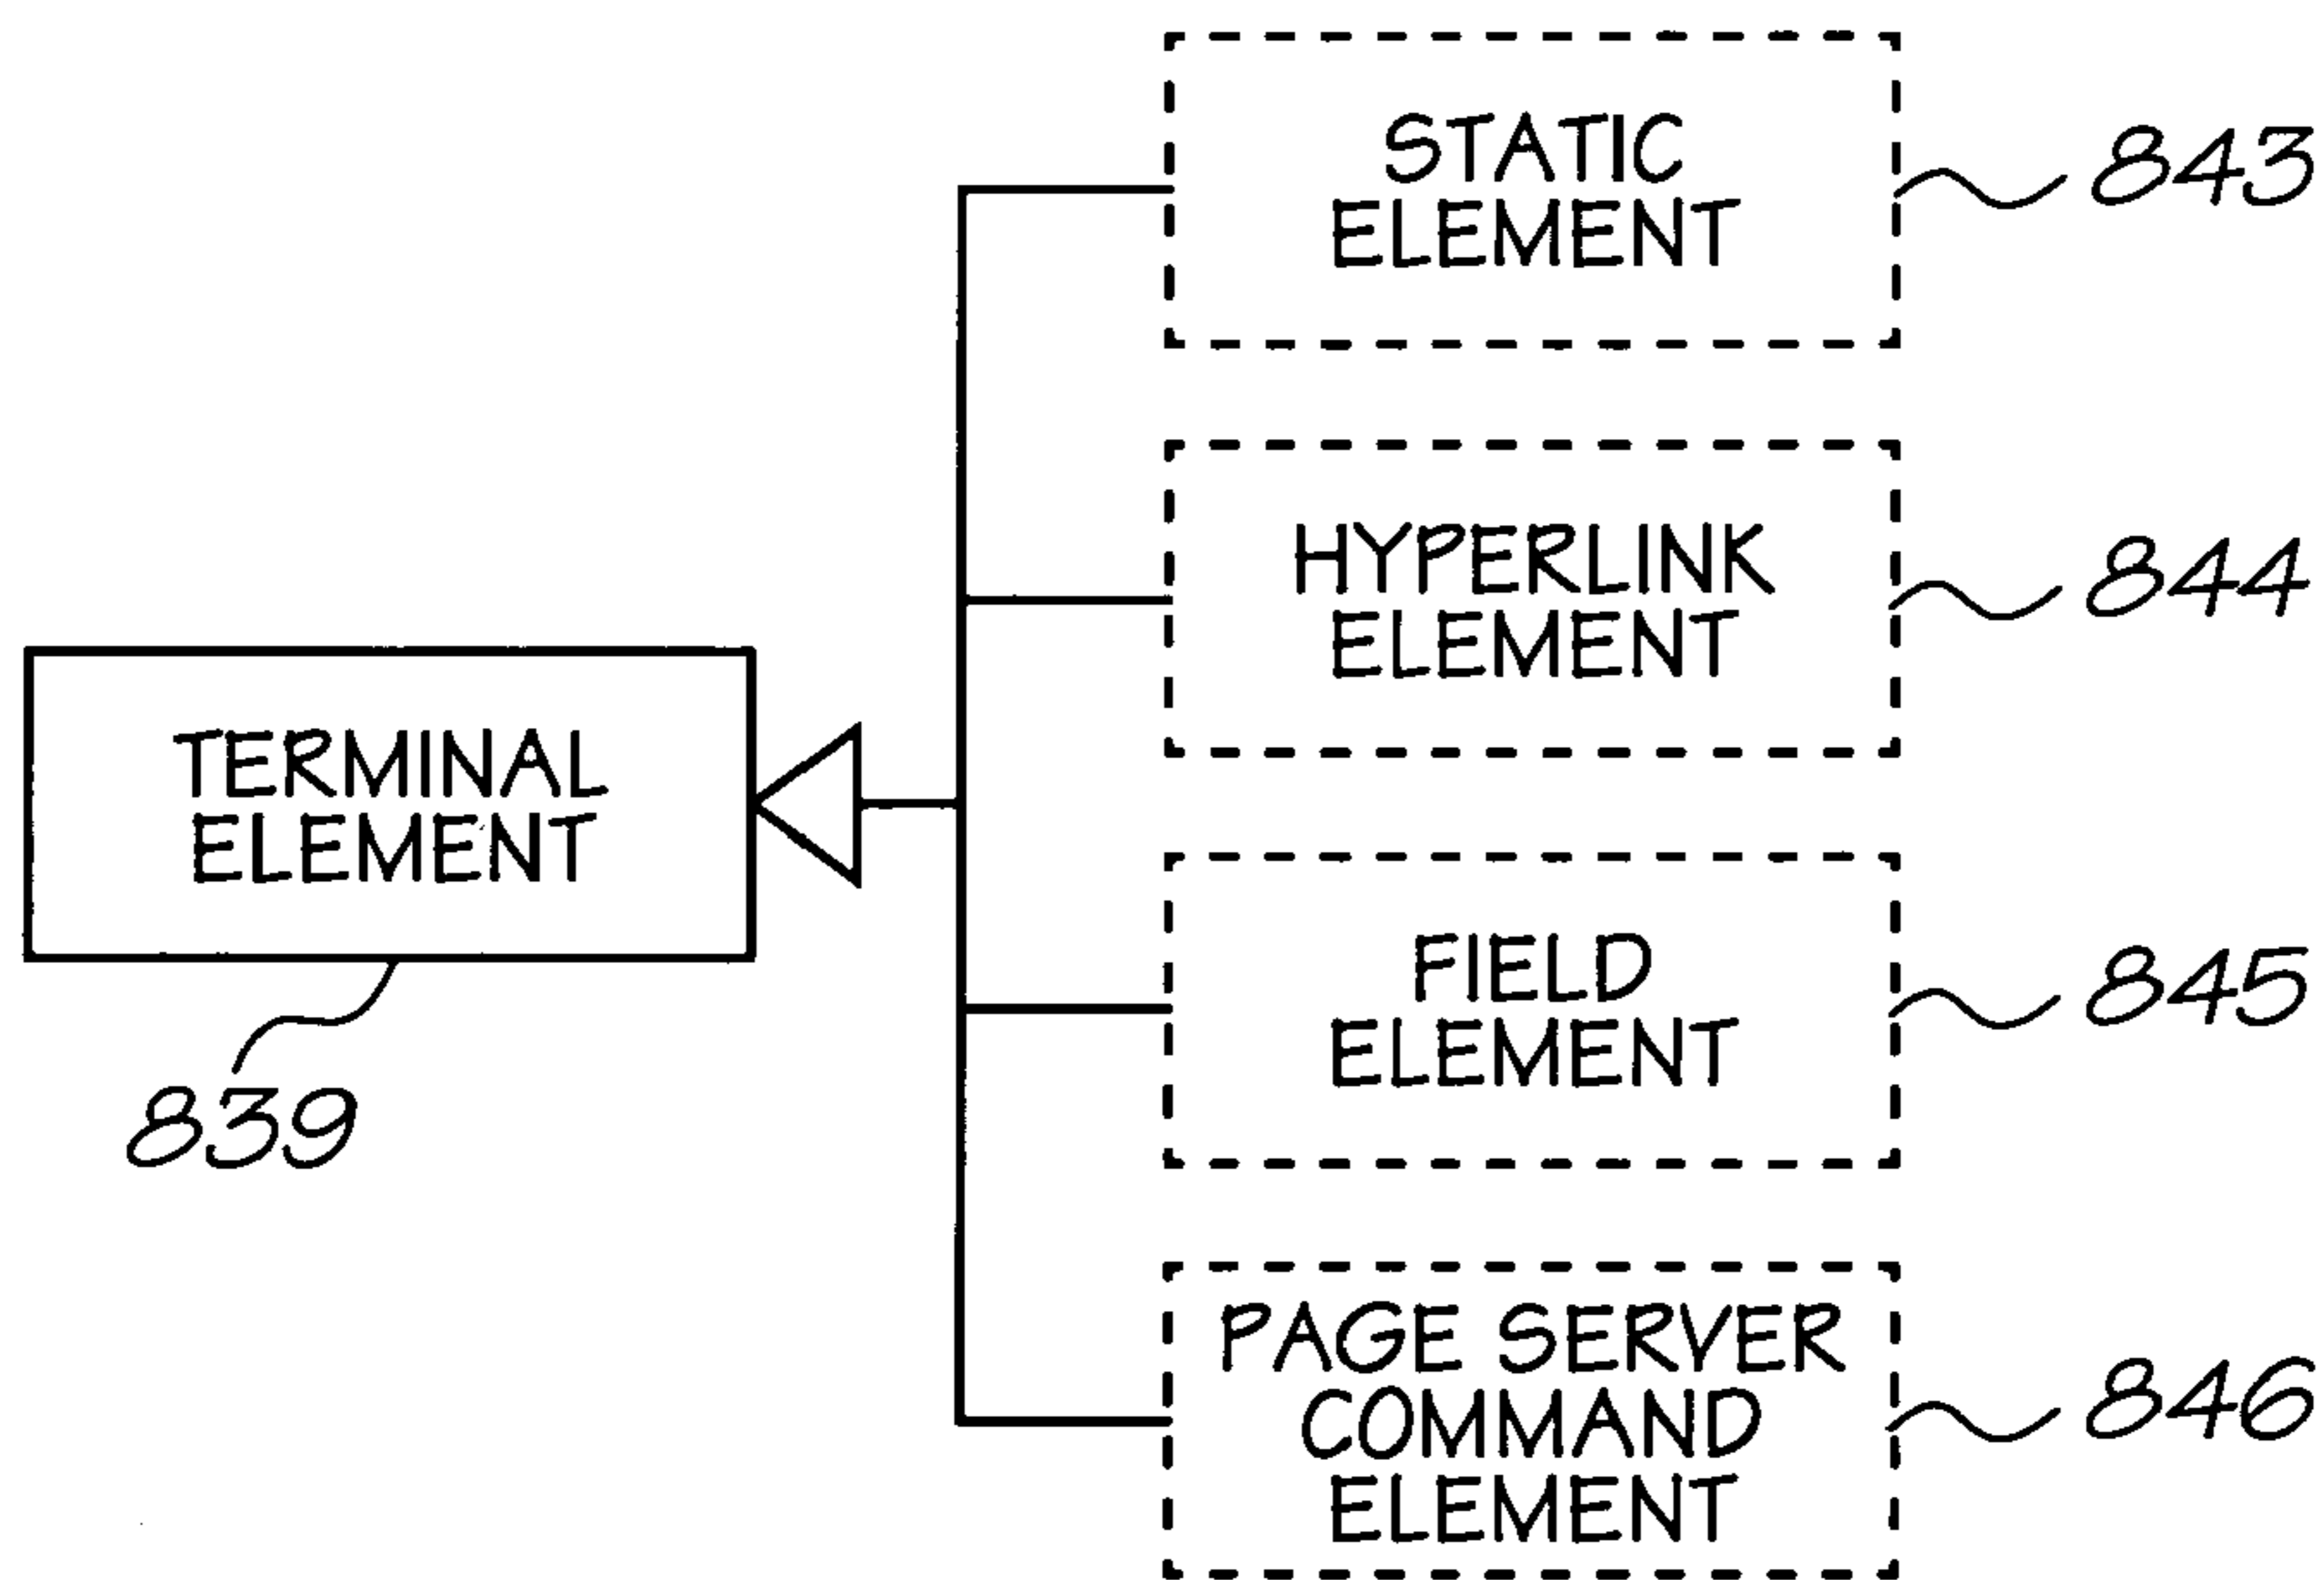 STATIC
ELEMENT
843
HYPERLINK
ELEMENT
844
TERMINAL
ELEMENT
839
FIELD
ELEMENT
845
PAGE SERVER
COMMAND
ELEMENT
846